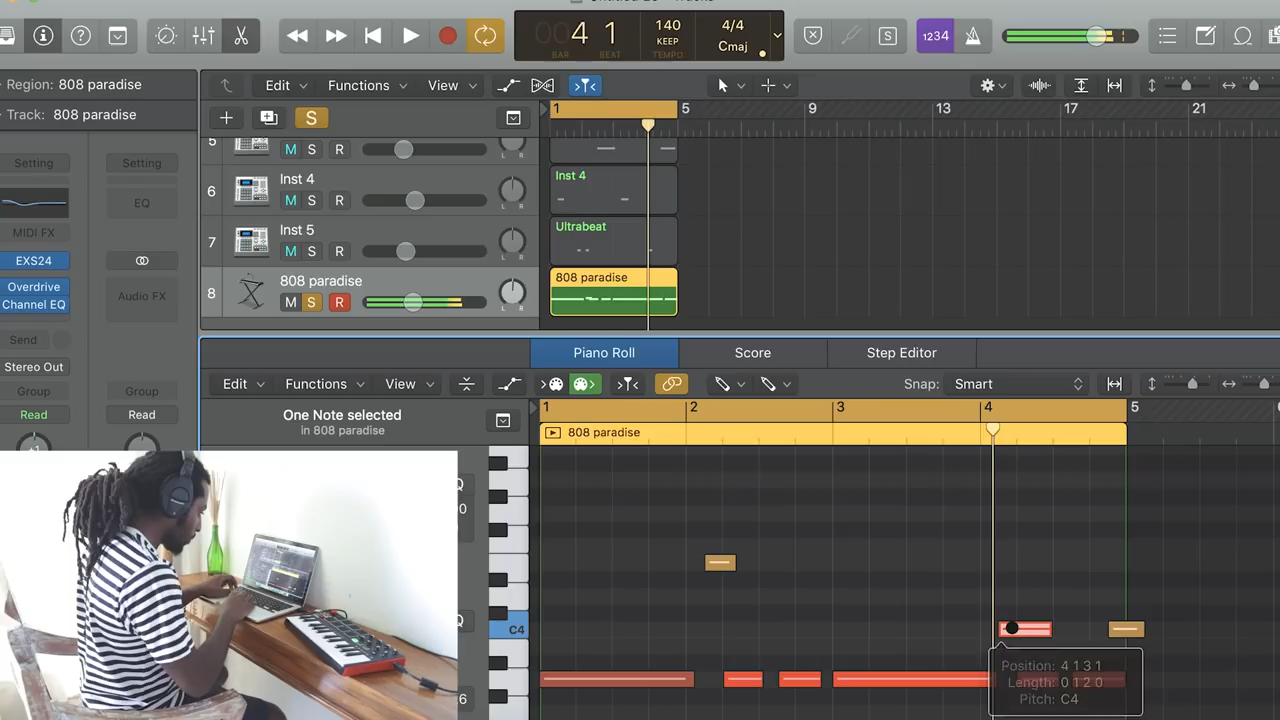 4 1
BAR BEAT
140
KEEP
TEMPO
4/4
Cmaj
S
1234
Region: 808 paradise
Track: 808 paradise
Edit Functions View
S
1 5 9 13 17 21
Setting Setting
EQ
MIDI FX
EXS24
Overdrive
Channel EQ
Audio FX
Send
Stereo Out
Group Group
Read Read
5 M S R L R
6 Inst 4
M S R L R
Inst 4
7 Inst 5
M S R L R
Ultrabeat
8 808 paradise
M S R L R
808 paradise
Piano Roll Score Step Editor
Edit Functions View
Snap: Smart
One Note selected
in 808 paradise
1 2 3 4 5
808 paradise
C4
Position: 4 1 3 1
Length: 0 1 2 0
Pitch: C4